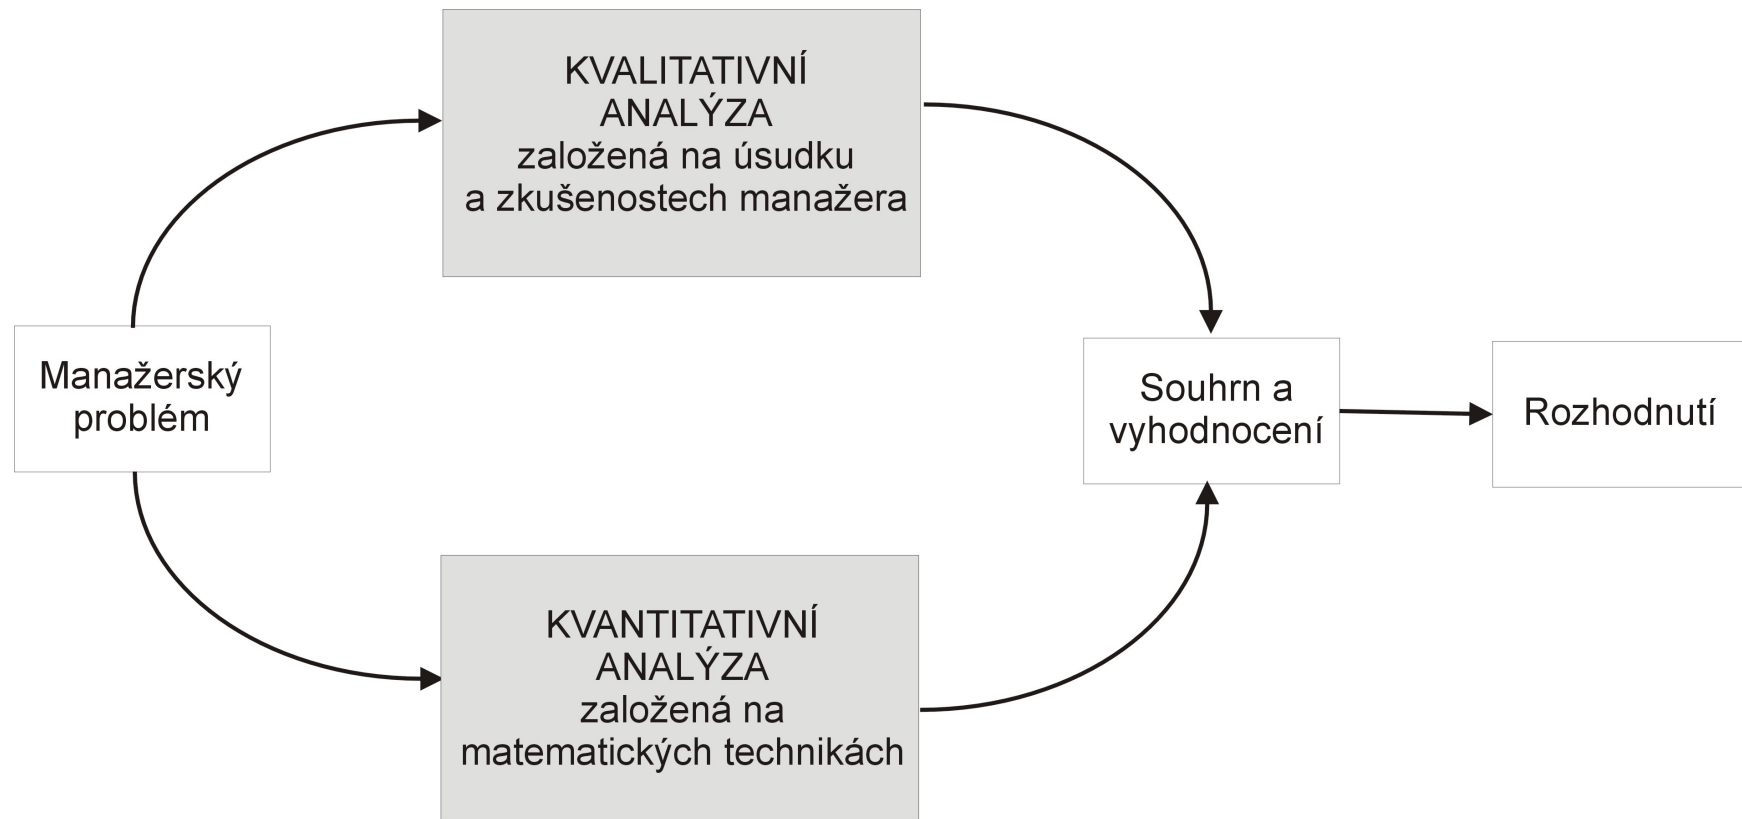 KVALITATIVNÍ
ANALÝZA
založená na úsudku
a zkušenostech manažera
Manažerský
problém
Souhrn a
vyhodnocení
Rozhodnutí
KVANTITATIVNÍ
ANALÝZA
založená na
matematických technikách